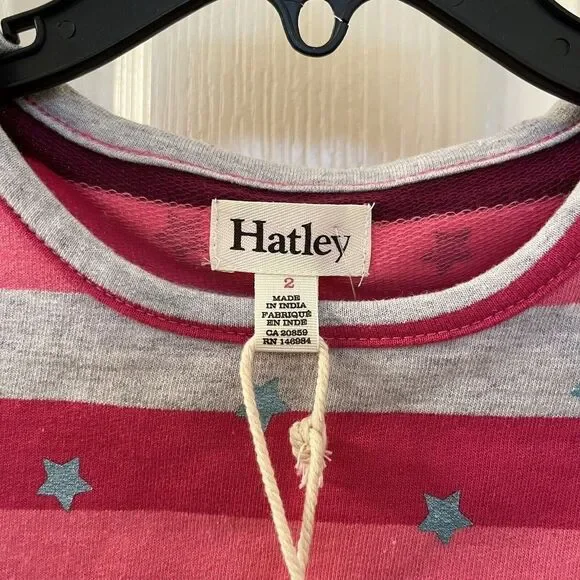 Hatley
2
MADE
IN INDIA
FABRIQUÉ
EN INDE
CA 20859
RN 146984